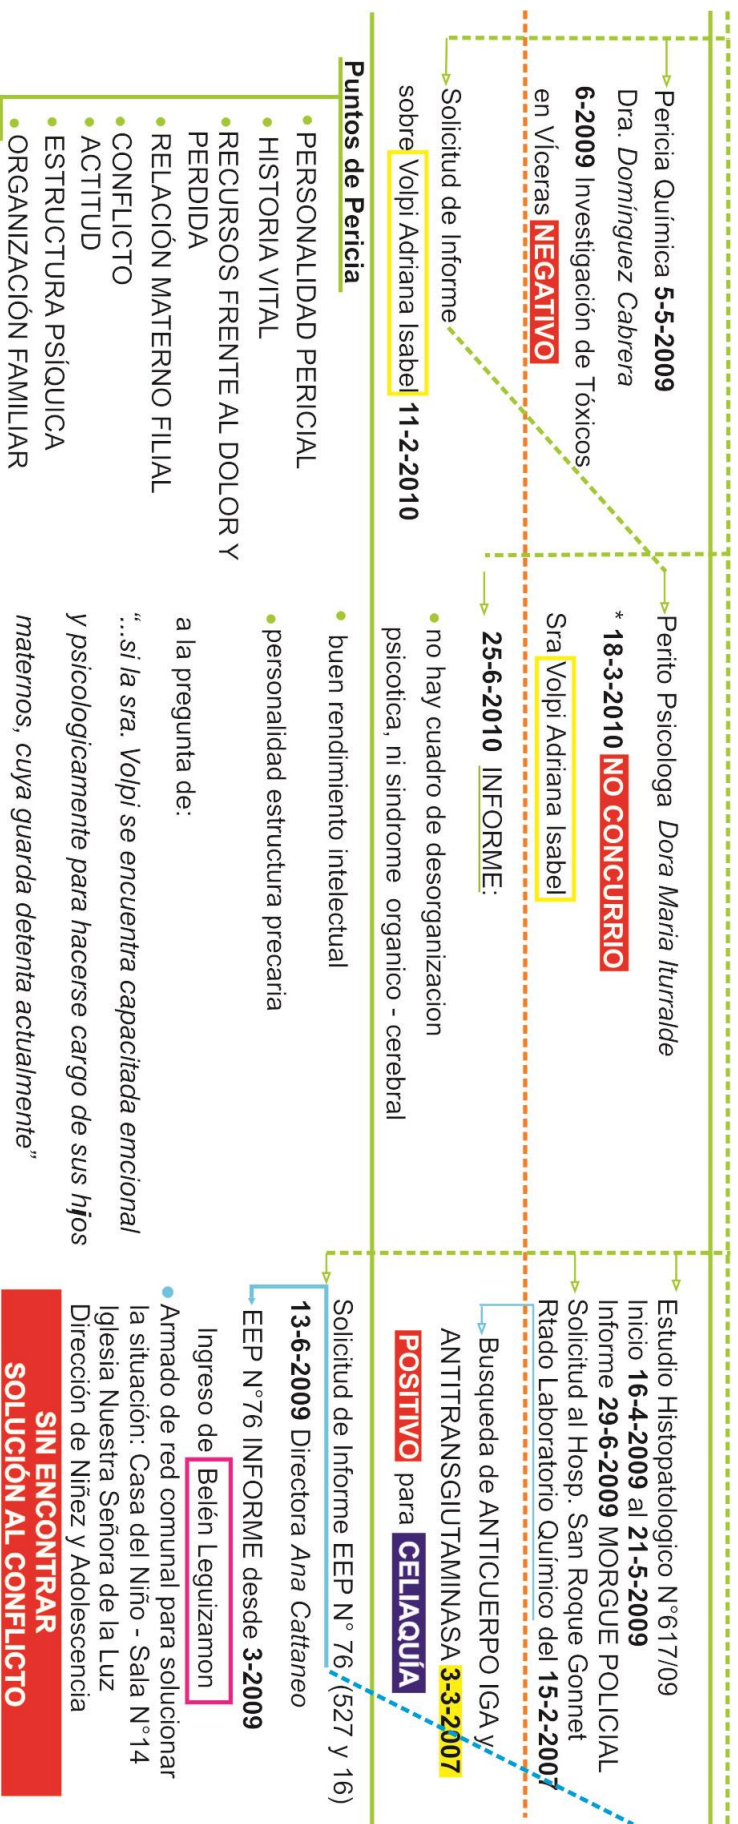 Pericia Química 5-5-2009
Dra. Domínguez Cabrera
6-2009 Investigación de Tóxicos
en Víceras NEGATIVO
Solicitud de Informe
sobre Volpi Adriana Isabel 11-2-2010
Puntos de Pericia
• PERSONALIDAD PERICIAL
• HISTORIA VITAL
• RECURSOS FRENTE AL DOLOR Y
PERDIDA
• RELACIÓN MATERNO FILIAL
• CONFLICTO
• ACTITUD
• ESTRUCTURA PSÍQUICA
• ORGANIZACIÓN FAMILIAR
Perito Psicologa Dora Maria Iturralde
* 18-3-2010 NO CONCURRIO
Sra Volpi Adriana Isabel
25-6-2010 INFORME:
• no hay cuadro de desorganizacion
psicotica, ni sindrome organico - cerebral
• buen rendimiento intelectual
• personalidad estructura precaria
a la pregunta de:
“...si la sra. Volpi se encuentra capacitada emcional
y psicologicamente para hacerse cargo de sus hijos
maternos, cuya guarda detenta actualmente”
Estudio Histopatologico N°617/09
Inicio 16-4-2009 al 21-5-2009
Informe 29-6-2009 MORGUE POLICIAL
Solicitud al Hosp. San Roque Gonnet
Rtado Laboratorio Químico del 15-2-2007
Busqueda de ANTICUERPO IGA y
ANTITRANSGIUTAMINASA 3-3-2007
POSITIVO para CELIAQUÍA
Solicitud de Informe EEP N° 76 (527 y 16)
13-6-2009 Directora Ana Cattaneo
EEP N°76 INFORME desde 3-2009
Ingreso de Belén Leguizamon
• Armado de red comunal para solucionar
la situación: Casa del Niño - Sala N°14
Iglesia Nuestra Señora de la Luz
Dirección de Niñez y Adolescencia
SIN ENCONTRAR
SOLUCIÓN AL CONFLICTO